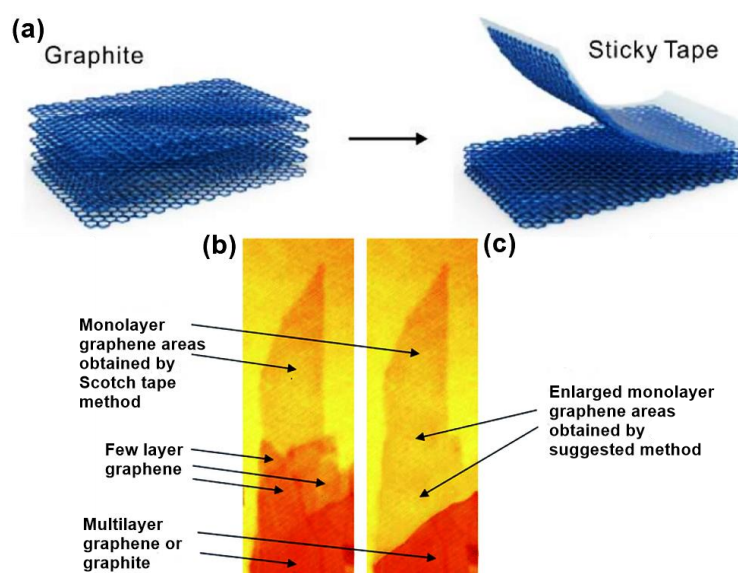 (a)
Graphite
Sticky Tape
(b)
(c)
Monolayer
graphene areas
obtained by
Scotch tape
method
Enlarged monolayer
graphene areas
obtained by
suggested method
Few layer
graphene
Multilayer
graphene or
graphite